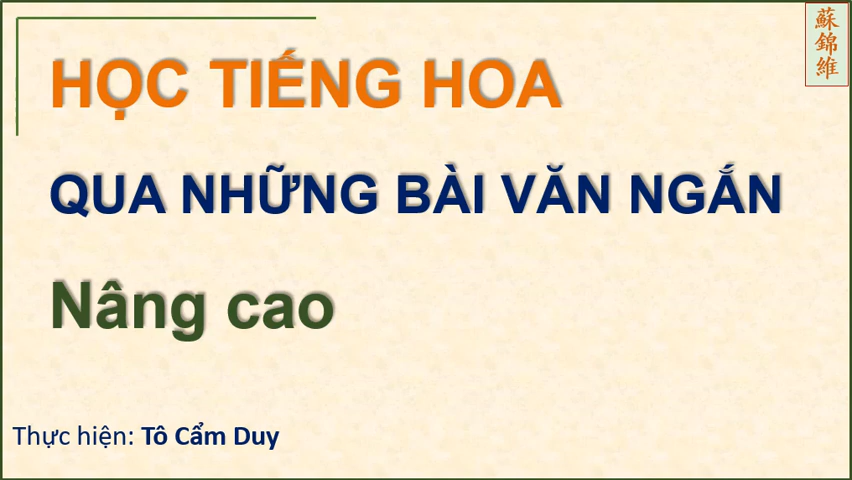 HỌC TIẾNG HOA
QUA NHỮNG BÀI VĂN NGẮN
Nâng cao
Thực hiện: Tô Cẩm Duy
蘇錦維